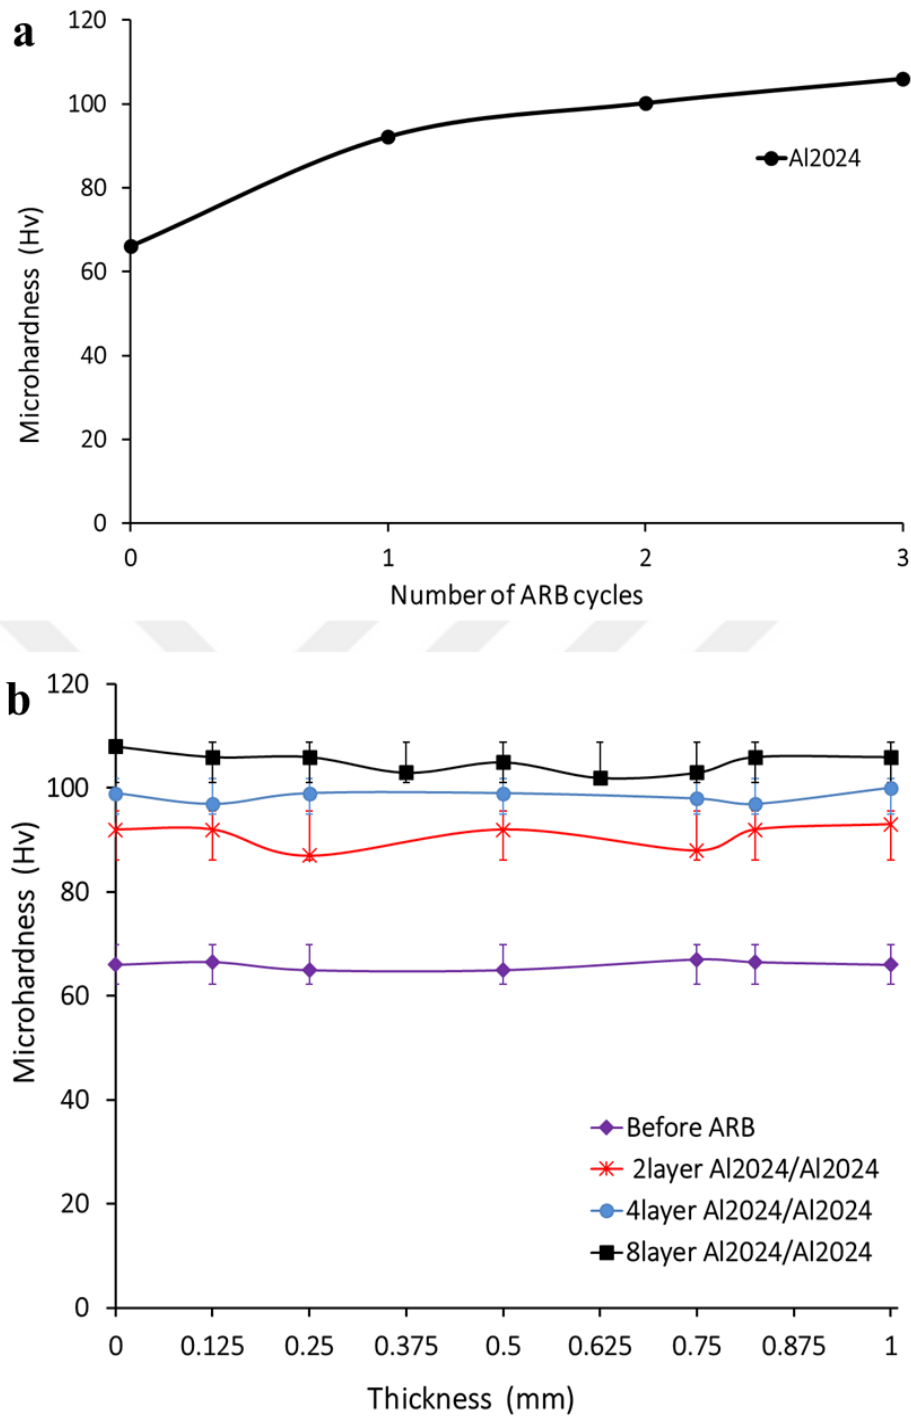 a
120
100
80
60
40
20
0
0 1 2 3
Microhardness (Hv)
Number of ARB cycles
Al2024
b
120
100
80
60
40
20
0
0 0.125 0.25 0.375 0.5 0.625 0.75 0.875 1
Microhardness (Hv)
Thickness (mm)
Before ARB
2layer Al2024/Al2024
4layer Al2024/Al2024
8layer Al2024/Al2024